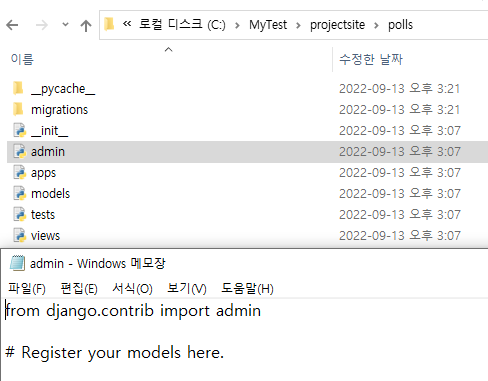 « 로컬 디스크 (C:) > MyTest > projectsite > polls
이름 수정한 날짜
__pycache__ 2022-09-13 오후 3:21
migrations 2022-09-13 오후 3:21
__init__ 2022-09-13 오후 3:07
admin 2022-09-13 오후 3:07
apps 2022-09-13 오후 3:07
models 2022-09-13 오후 3:07
tests 2022-09-13 오후 3:07
views 2022-09-13 오후 3:07
admin - Windows 메모장
파일(F) 편집(E) 서식(O) 보기(V) 도움말(H)
from django.contrib import admin
# Register your models here.